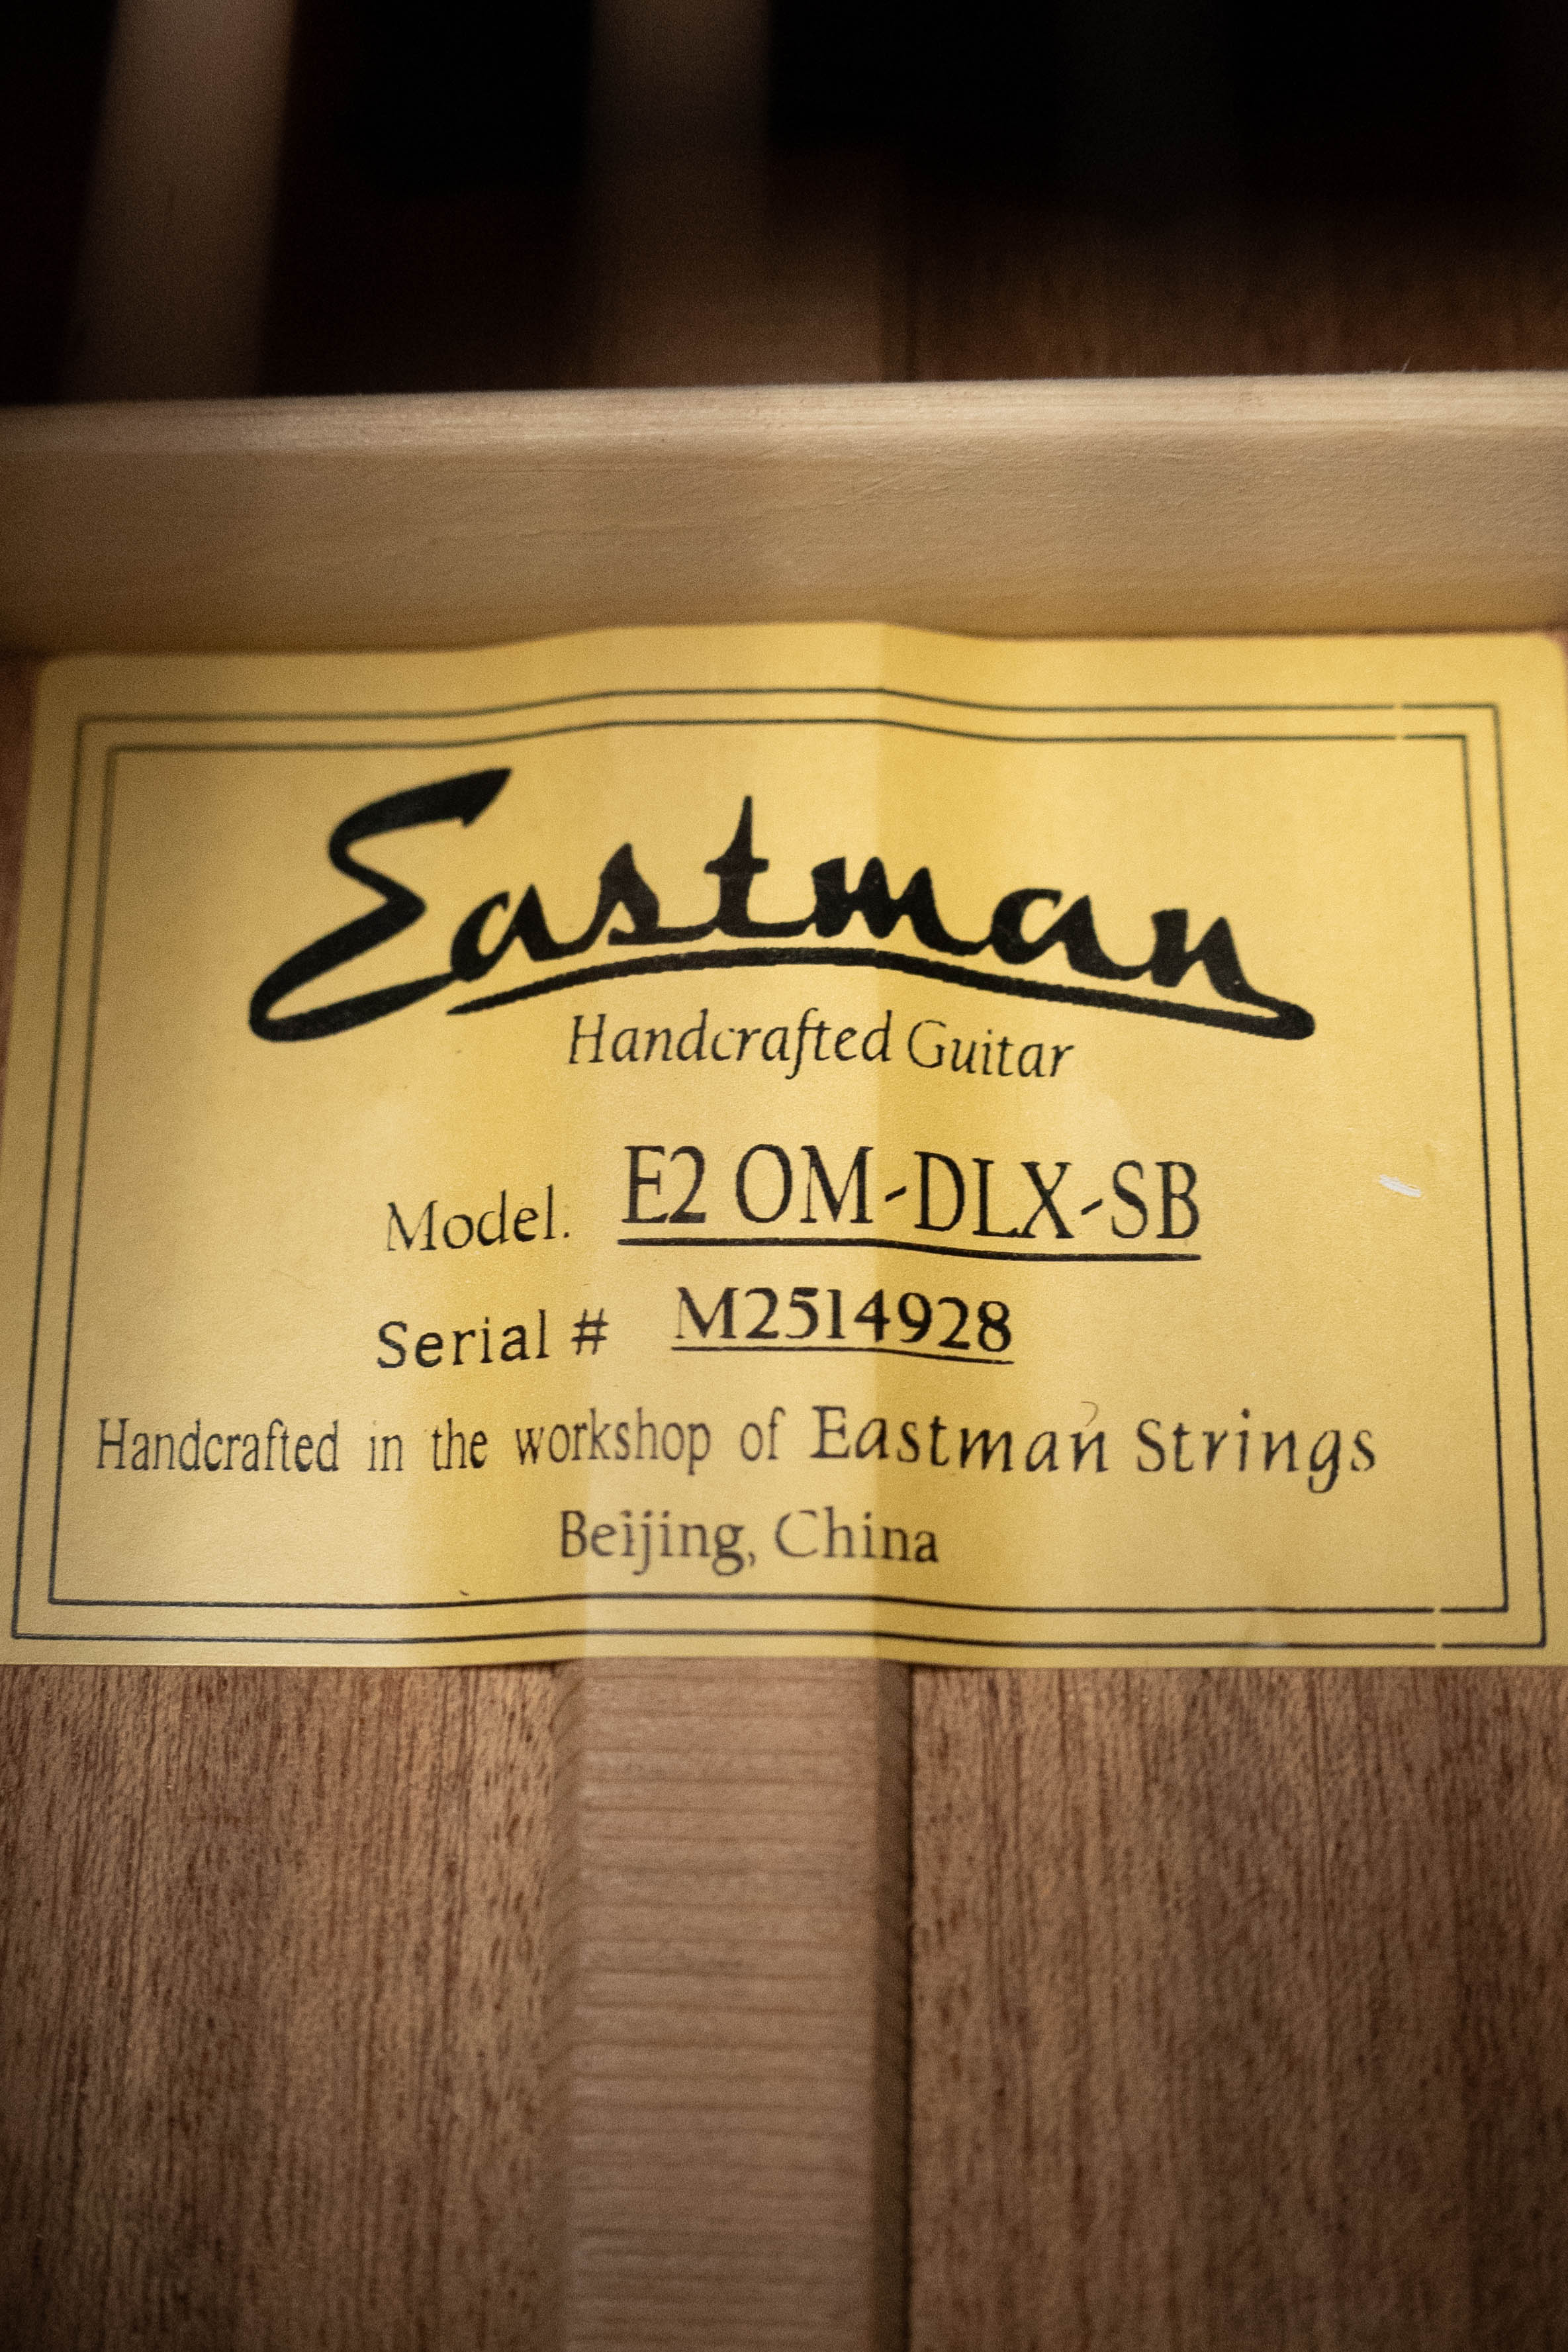 Eastman
Handcrafted Guitar
Model. E2 OM-DLX-SB
Serial # M2514928
Handcrafted in the workshop of Eastman Strings
Beijing, China